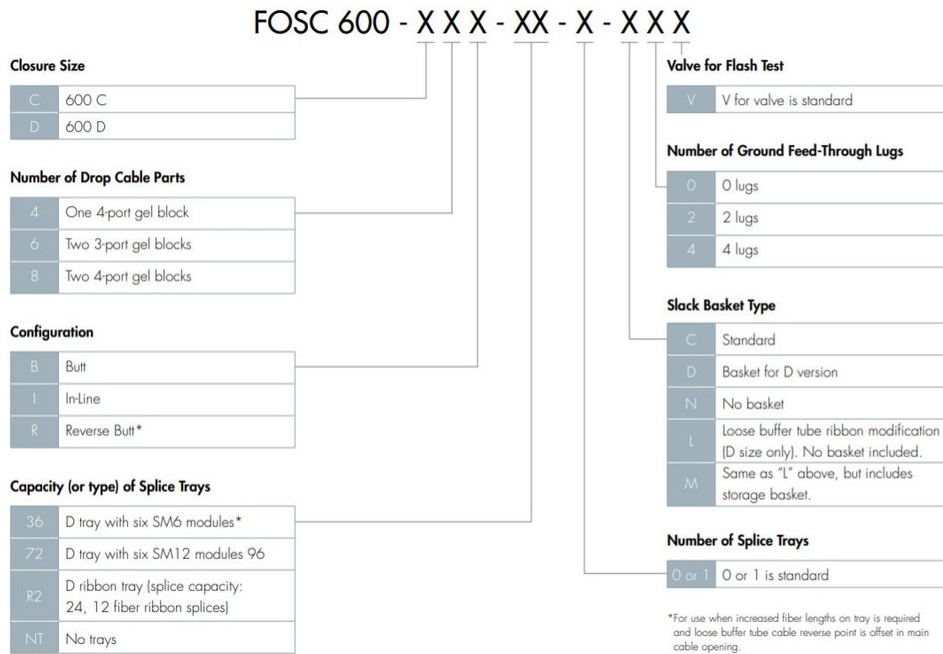 FOSC 600 - X X X - XX - X - X X X
Closure Size
C 600 C
D 600 D
Number of Drop Cable Parts
4 One 4-port gel block
6 Two 3-port gel blocks
8 Two 4-port gel blocks
Configuration
B Butt
I In-Line
R Reverse Butt*
Capacity (or type) of Splice Trays
36 D tray with six SM6 modules*
72 D tray with six SM12 modules 96
R2 D ribbon tray (splice capacity:
24, 12 fiber ribbon splices)
NT No trays
Valve for Flash Test
V V for valve is standard
Number of Ground Feed-Through Lugs
0 0 lugs
2 2 lugs
4 4 lugs
Slack Basket Type
C Standard
D Basket for D version
N No basket
L Loose buffer tube ribbon modification
(D size only). No basket included.
M Same as "L" above, but includes
storage basket.
Number of Splice Trays
0 or 1 0 or 1 is standard
*For use when increased fiber lengths on tray is required
and loose buffer tube cable reverse point is offset in main
cable opening.